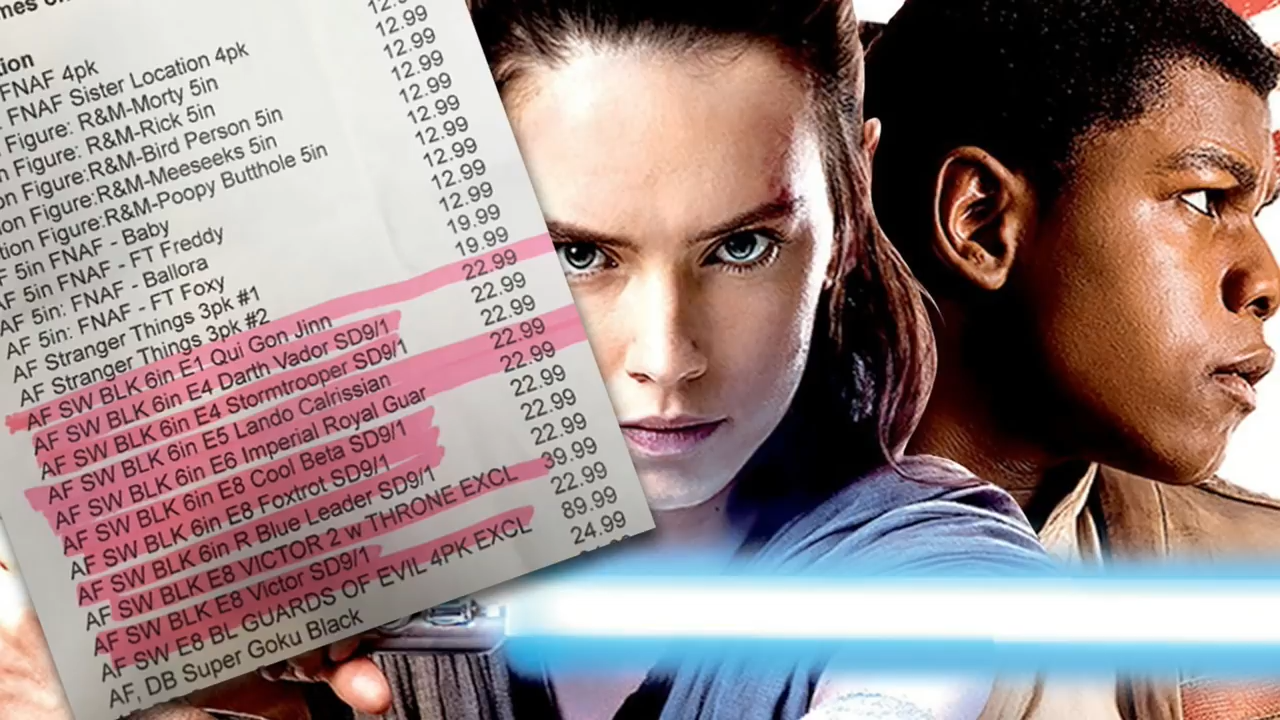 FNAF 4pk
FNAF Sister Location 4pk
Figure: R&M-Morty 5in 12.99
Figure: R&M-Rick 5in 12.99
Figure:R&M-Bird Person 5in 12.99
Figure:R&M-Meeseeks 5in 12.99
Figure:R&M-Poopy Butthole 5in 12.99
5in FNAF - Baby 12.99
AF 5in FNAF - FT Freddy 12.99
AF 5in: FNAF - Ballora 12.99
AF 5in: FNAF - FT Foxy 12.99
AF Stranger Things 3pk #1 19.99
AF Stranger Things 3pk #2 19.99
AF SW BLK 6in E1 Qui Gon Jinn 22.99
AF SW BLK 6in E4 Darth Vador SD9/1 22.99
AF SW BLK 6in E4 Stormtrooper SD9/1 22.99
AF SW BLK 6in E5 Lando Calrissian 22.99
AF SW BLK 6in E6 Imperial Royal Guar 22.99
AF SW BLK 6in E8 Cool Beta SD9/1 22.99
AF SW BLK 6in E8 Foxtrot SD9/1 22.99
AF SW BLK 6in R Blue Leader SD9/1 22.99
AF SW BLK E8 VICTOR 2 w THRONE EXCL 39.99
AF SW BLK E8 Victor SD9/1 22.99
AF SW E8 BL GUARDS OF EVIL 4PK EXCL 89.99
AF, DB Super Goku Black 24.99